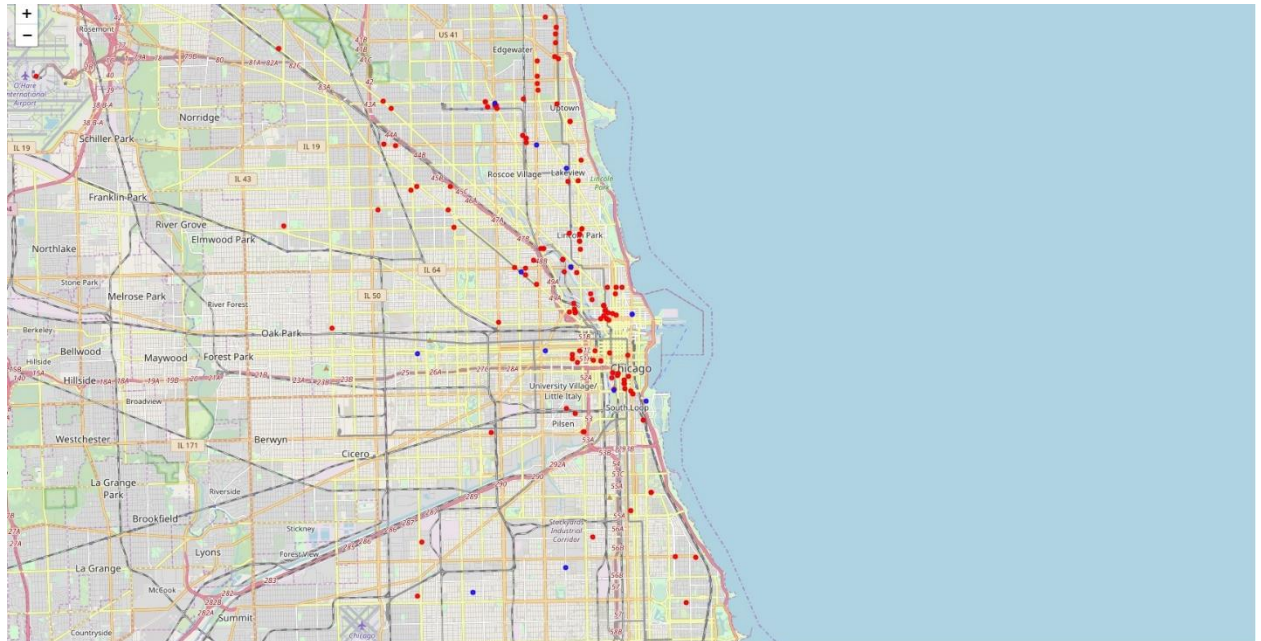 +
−
Rosemont
US 41
Edgewater
O'Hare
International
Airport
Norridge
Uptown
Schiller Park
IL 19
IL 19
IL 43
Roscoe Village
Lakeview
Lincoln
Park
Franklin Park
River Grove
Elmwood Park
Lincoln Park
Northlake
IL 64
Stone Park
Melrose Park
River Forest
IL 50
Berkeley
Oak Park
Hillside
Bellwood
Maywood
Forest Park
Chicago
Hillside
University Village/
Little Italy
Broadview
South Loop
Pilsen
Westchester
IL 171
Berwyn
Cicero
La Grange
Park
Riverside
Brookfield
Stickney
Stockyards
Industrial
Corridor
Lyons
Forest View
La Grange
McCook
Summit
Countryside
Chicago